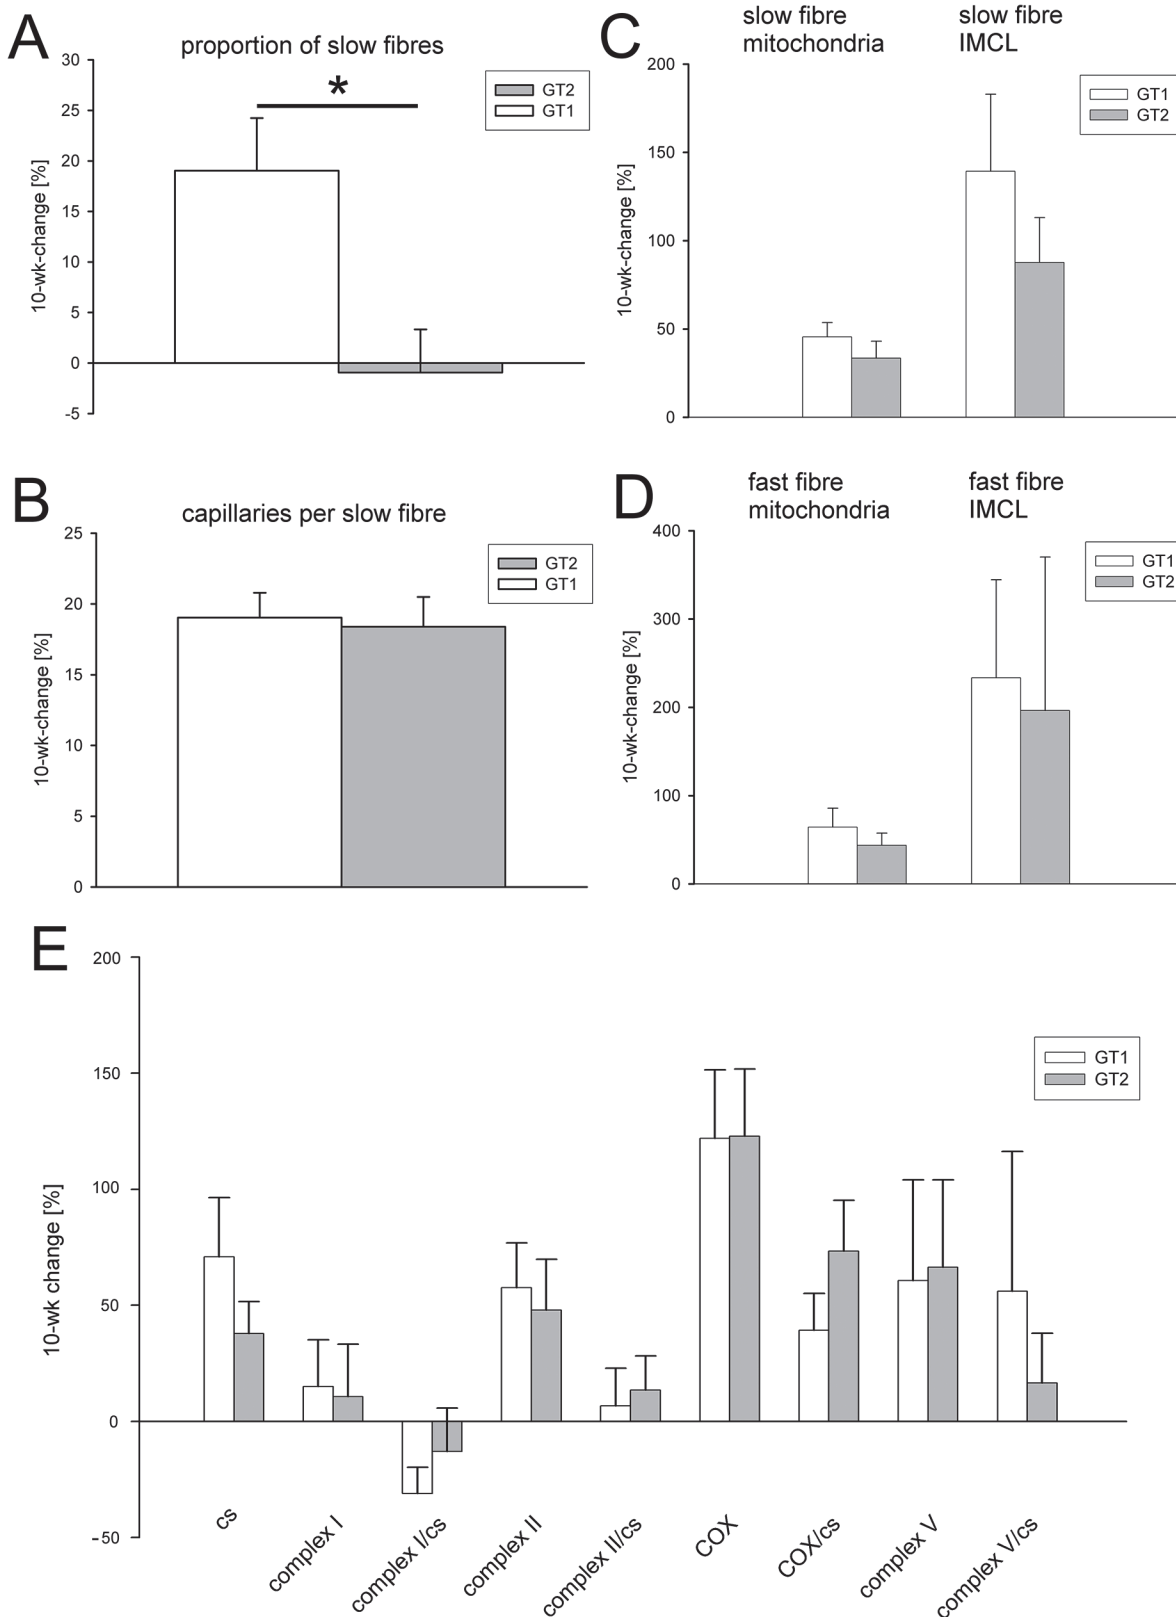 A
proportion of slow fibres
30
25
20
15
10
5
0
-5
10-wk-change [%]
*
GT2
GT1
B
capillaries per slow fibre
25
20
15
10
5
0
10-wk-change [%]
GT2
GT1
C
slow fibre
mitochondria
slow fibre
IMCL
200
150
100
50
0
10-wk-change [%]
GT1
GT2
D
fast fibre
mitochondria
fast fibre
IMCL
400
300
200
100
0
10-wk-change [%]
GT1
GT2
E
200
150
100
50
0
-50
10-wk change [%]
GT1
GT2
cs
complex I
complex I/cs
complex II
complex II/cs
COX
COX/cs
complex V
complex V/cs